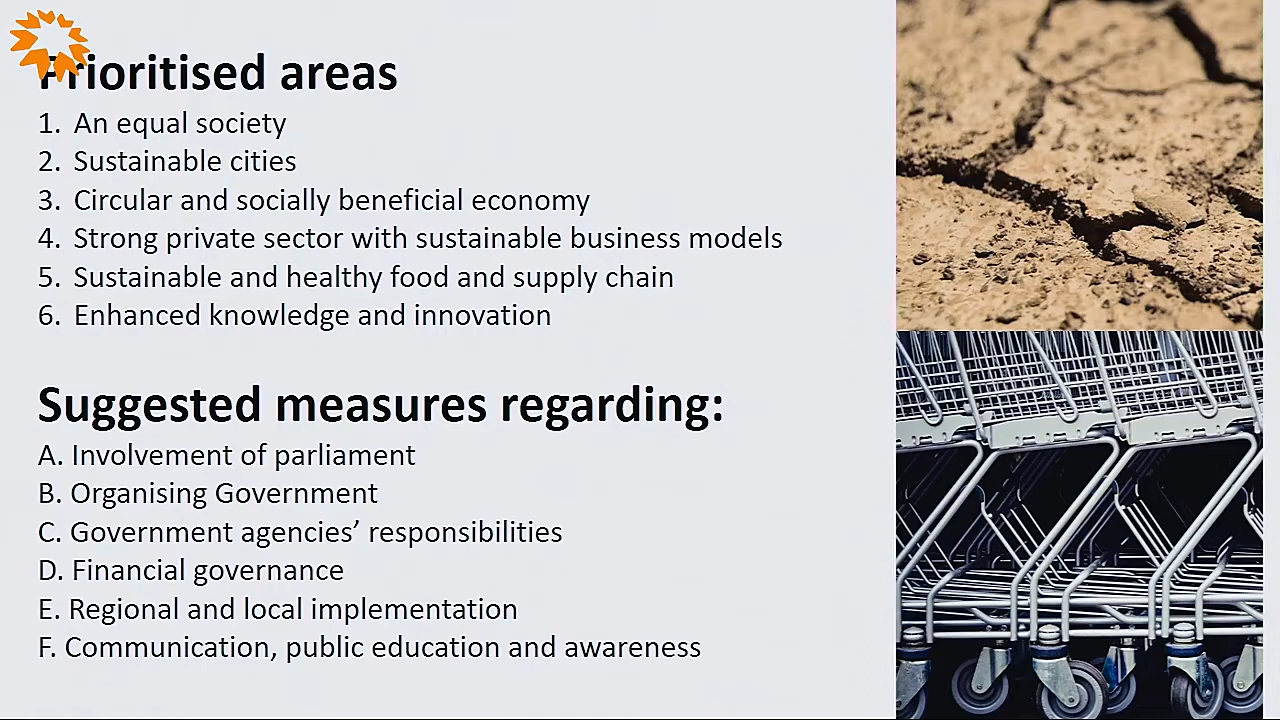 Prioritised areas
1. An equal society
2. Sustainable cities
3. Circular and socially beneficial economy
4. Strong private sector with sustainable business models
5. Sustainable and healthy food and supply chain
6. Enhanced knowledge and innovation
Suggested measures regarding:
A. Involvement of parliament
B. Organising Government
C. Government agencies’ responsibilities
D. Financial governance
E. Regional and local implementation
F. Communication, public education and awareness